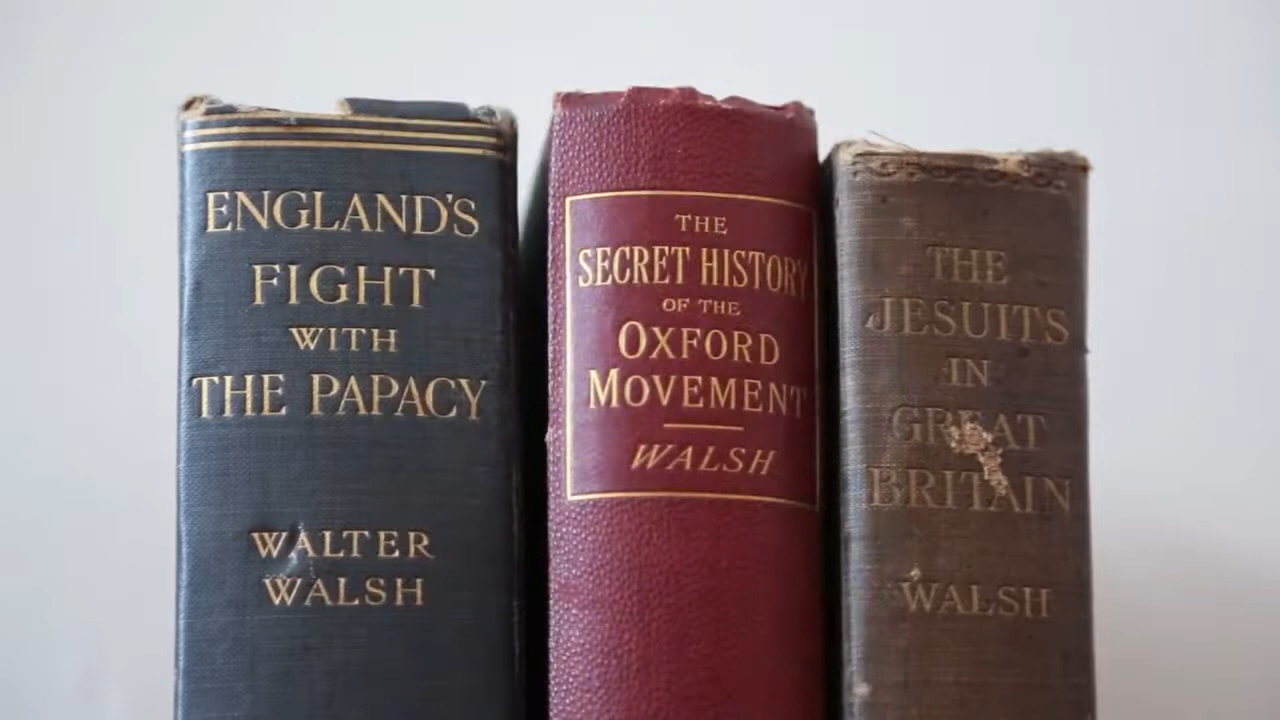 ENGLAND'S
FIGHT
WITH
THE PAPACY
WALTER
WALSH
THE
SECRET HISTORY
OF THE
OXFORD
MOVEMENT
WALSH
THE
JESUITS
IN
GREAT
BRITAIN
WALSH